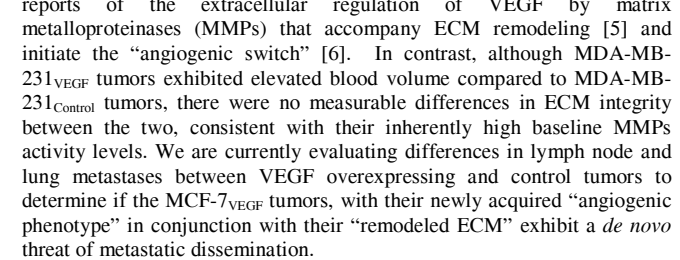 reports of the extracellular regulation of VEGF by matrix
metalloproteinases (MMPs) that accompany ECM remodeling [5] and
initiate the “angiogenic switch” [6]. In contrast, although MDA-MB-
231VEGF tumors exhibited elevated blood volume compared to MDA-MB-
231Control tumors, there were no measurable differences in ECM integrity
between the two, consistent with their inherently high baseline MMPs
activity levels. We are currently evaluating differences in lymph node and
lung metastases between VEGF overexpressing and control tumors to
determine if the MCF-7VEGF tumors, with their newly acquired “angiogenic
phenotype” in conjunction with their “remodeled ECM” exhibit a de novo
threat of metastatic dissemination.